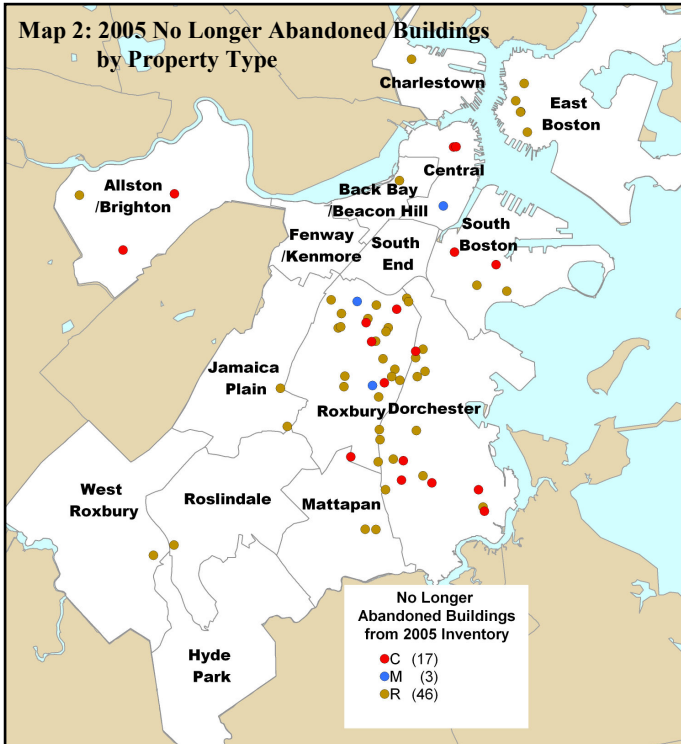 Map 2: 2005 No Longer Abandoned Buildings
by Property Type
Charlestown
East
Boston
Central
Allston
/Brighton
Back Bay
/Beacon Hill
Fenway
/Kenmore
South
End
South
Boston
Jamaica
Plain
Roxbury
Dorchester
West
Roxbury
Roslindale
Mattapan
Hyde
Park
No Longer
Abandoned Buildings
from 2005 Inventory
C (17)
M (3)
R (46)